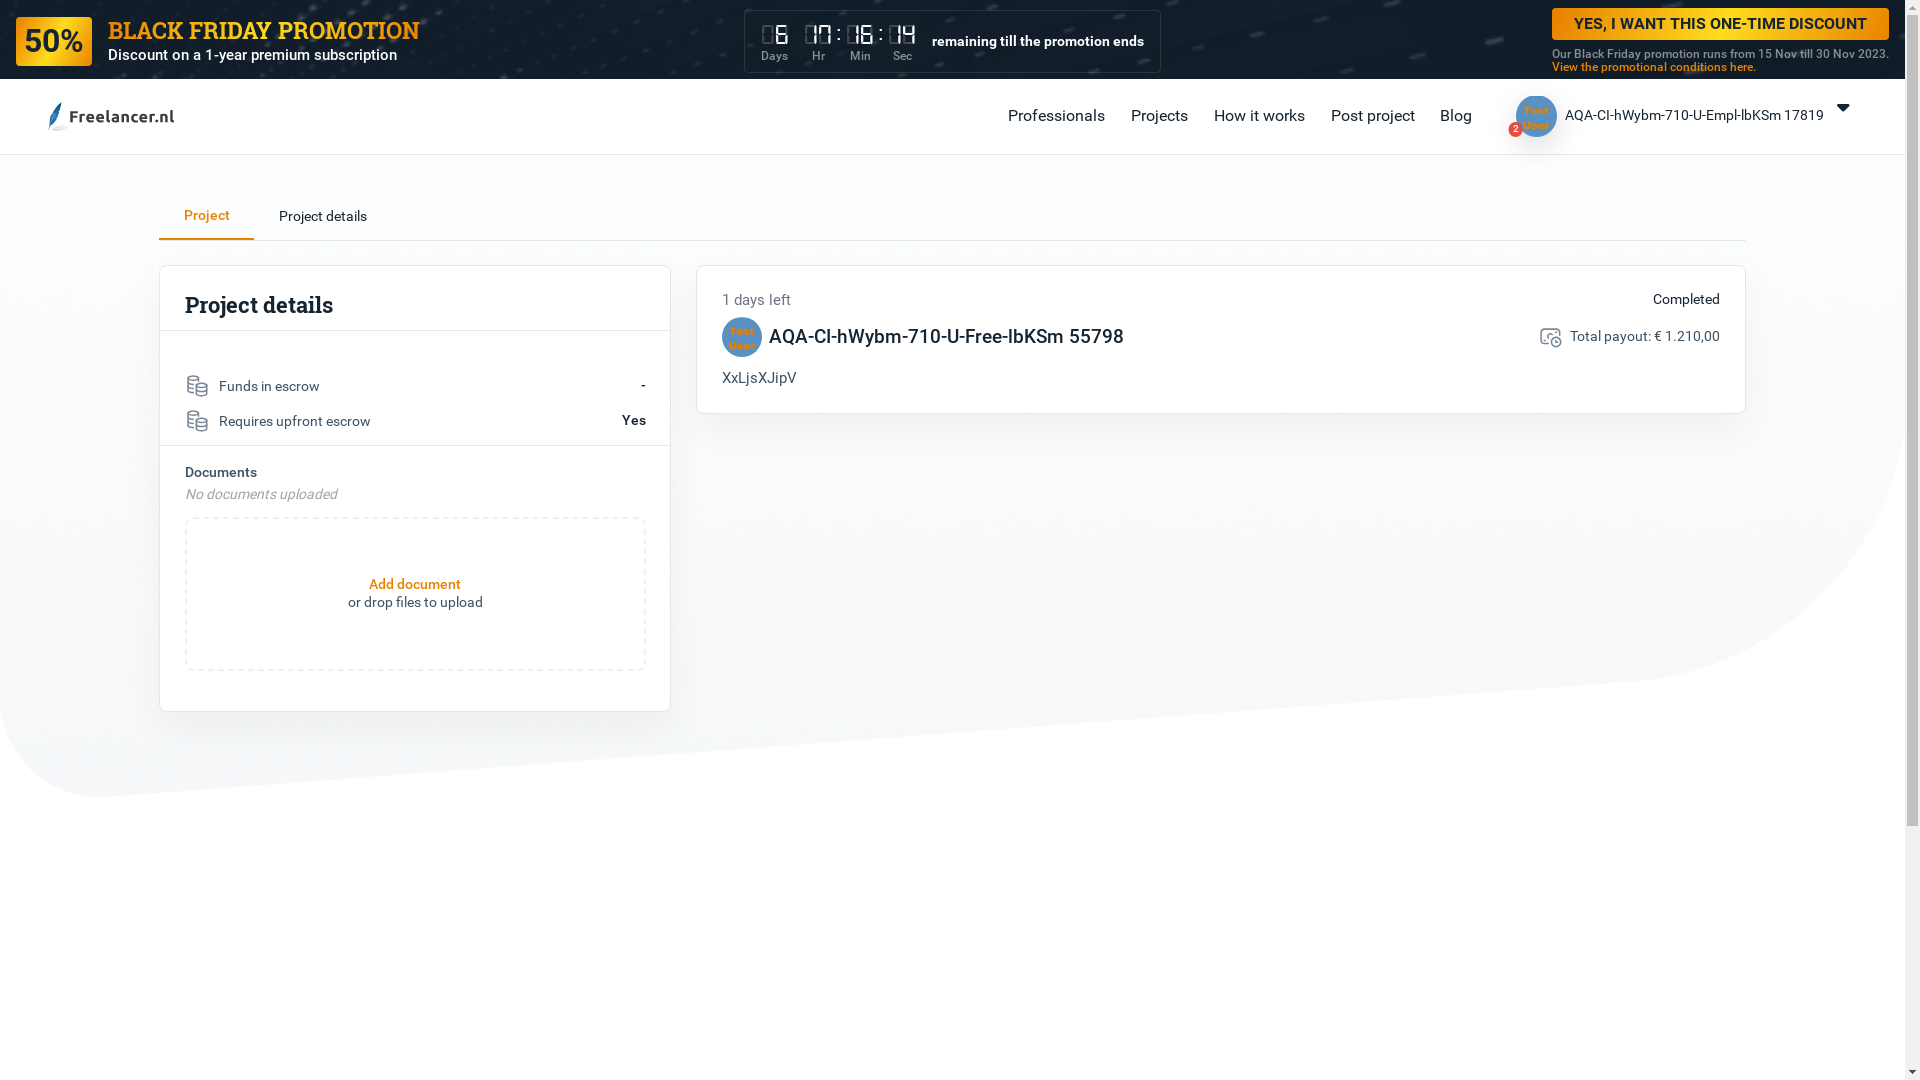 50%
BLACK FRIDAY PROMOTION
Discount on a 1-year premium subscription
6 17 : 16 : 14
Days Hr Min Sec
remaining till the promotion ends
YES, I WANT THIS ONE-TIME DISCOUNT
Our Black Friday promotion runs from 15 Nov till 30 Nov 2023.
View the promotional conditions here.
Freelancer.nl
Professionals Projects How it works Post project Blog
Test User
2
AQA-CI-hWybm-710-U-Empl-lbKSm 17819
Project Project details
Project details
Funds in escrow -
Requires upfront escrow Yes
Documents
No documents uploaded
Add document
or drop files to upload
1 days left Completed
Test User
AQA-CI-hWybm-710-U-Free-lbKSm 55798
Total payout: € 1.210,00
XxLjsXJipV